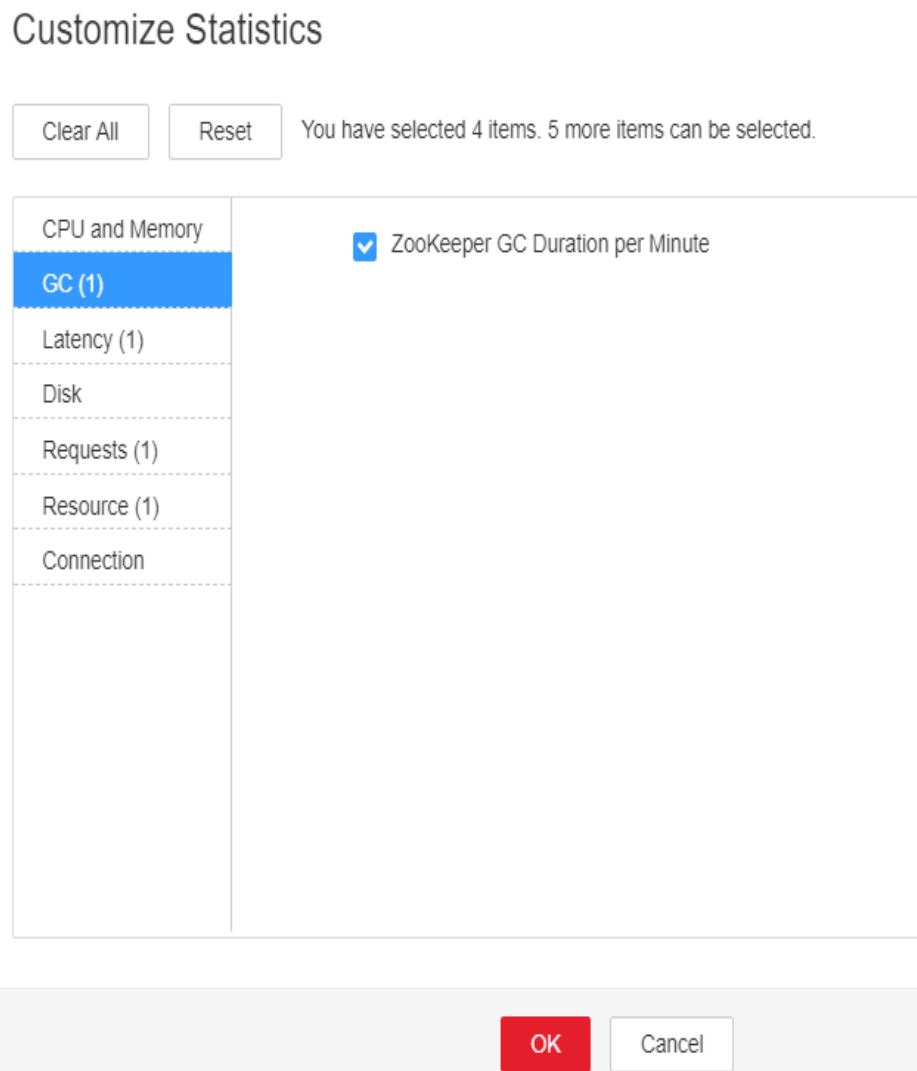 Customize Statistics
Clear All
Reset
You have selected 4 items. 5 more items can be selected.
CPU and Memory
GC (1)
Latency (1)
Disk
Requests (1)
Resource (1)
Connection
ZooKeeper GC Duration per Minute
OK
Cancel